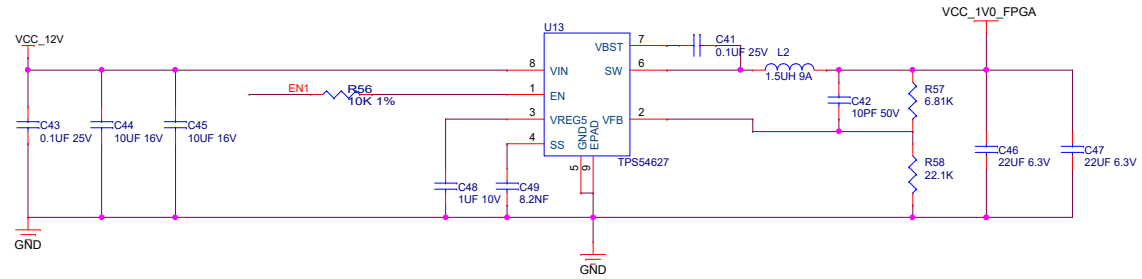 VCC_1V0_FPGA
U13
VCC_12V
7
VBST
C41
0.1UF 25V
L2
1.5UH 9A
8
VIN
SW
6
EN1
R56
10K 1%
1
EN
C42
10PF 50V
R57
6.81K
3
VREG5
VFB
2
C43
0.1UF 25V
C44
10UF 16V
C45
10UF 16V
4
SS
GND
EPAD
5
9
TPS54627
C46
22UF 6.3V
C47
22UF 6.3V
R58
22.1K
C48
1UF 10V
C49
8.2NF
GND
GND